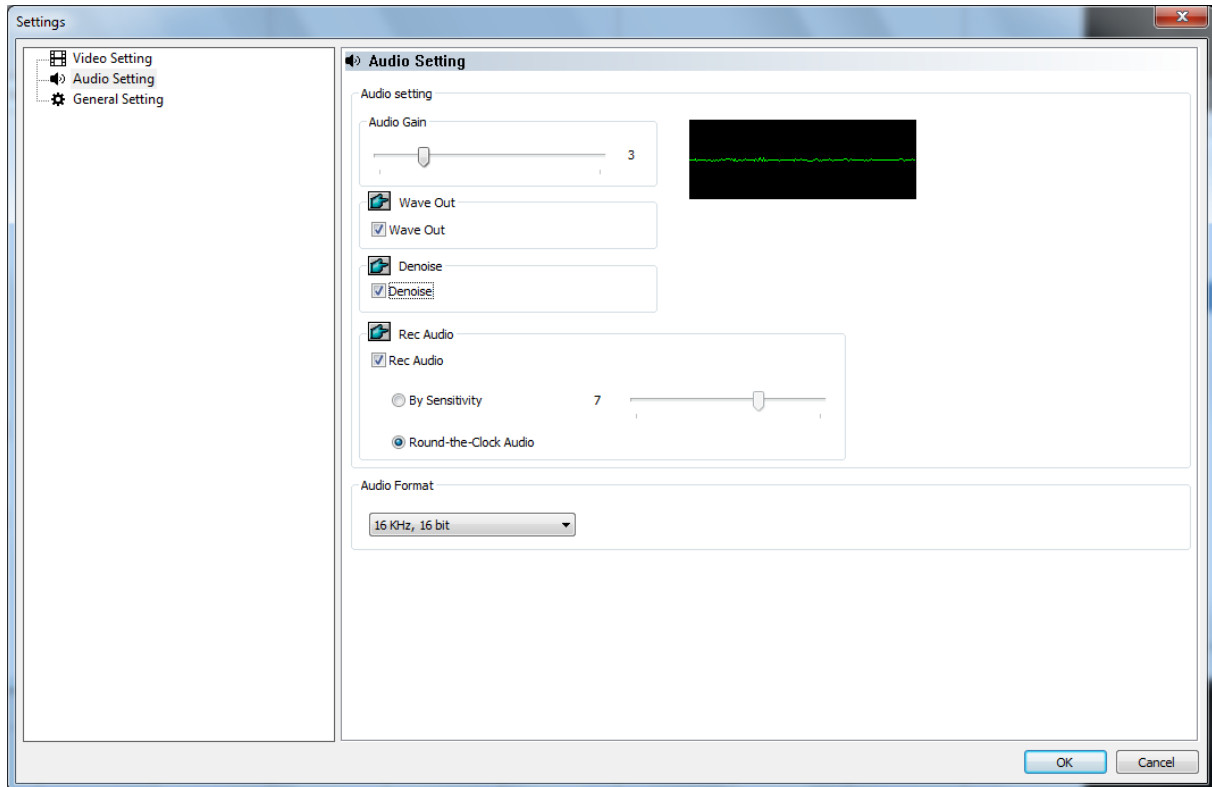 Settings
x
Video Setting
Audio Setting
General Setting
Audio Setting
Audio setting
Audio Gain
3
Wave Out
Wave Out
Denoise
Denoise
Rec Audio
Rec Audio
By Sensitivity 7
Round-the-Clock Audio
Audio Format
16 KHz, 16 bit
OK Cancel